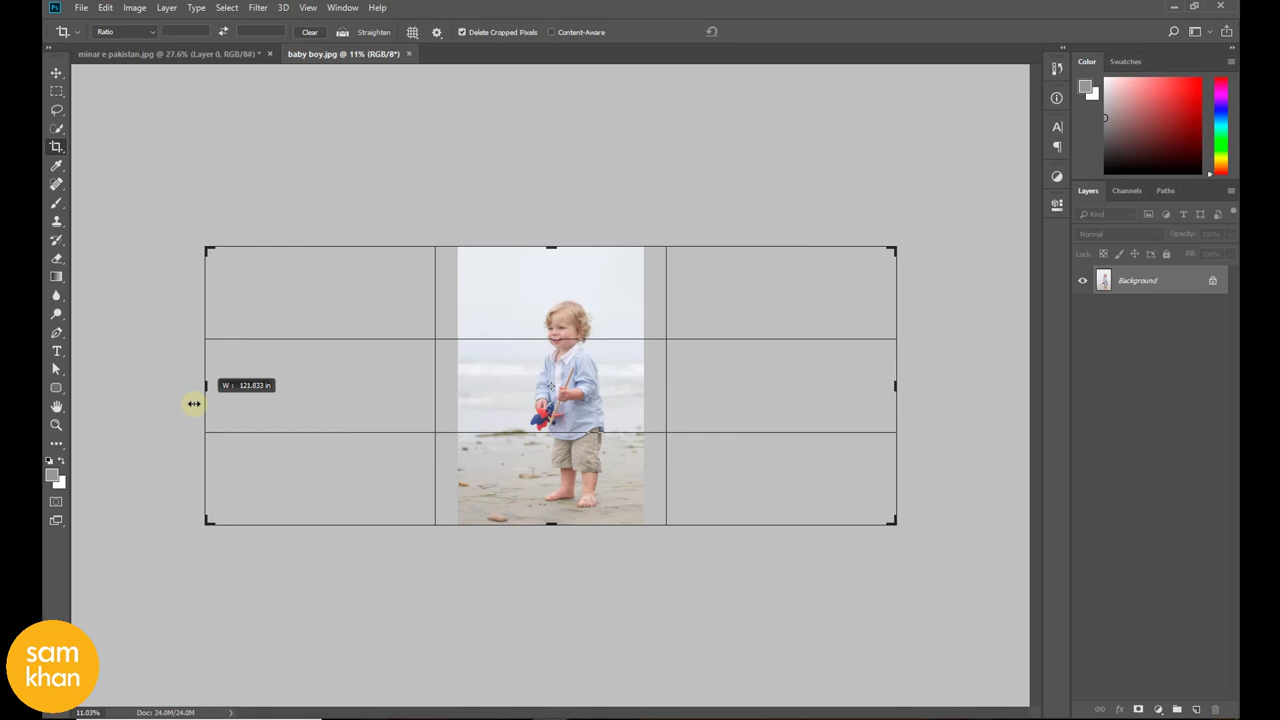 Ps File Edit Image Layer Type Select Filter 3D View Window Help
Ratio Clear Straighten Delete Cropped Pixels Content-Aware
minar e pakistan.jpg @ 27.6% (Layer 0, RGB/8#) * × baby boy.jpg @ 11% (RGB/8*) ×
Color Swatches
Layers Channels Paths
Kind
Normal Opacity: 100%
Lock: Fill: 100%
Background
W : 121.833 in
sam
khan
11.03% Doc: 24.0M/24.0M